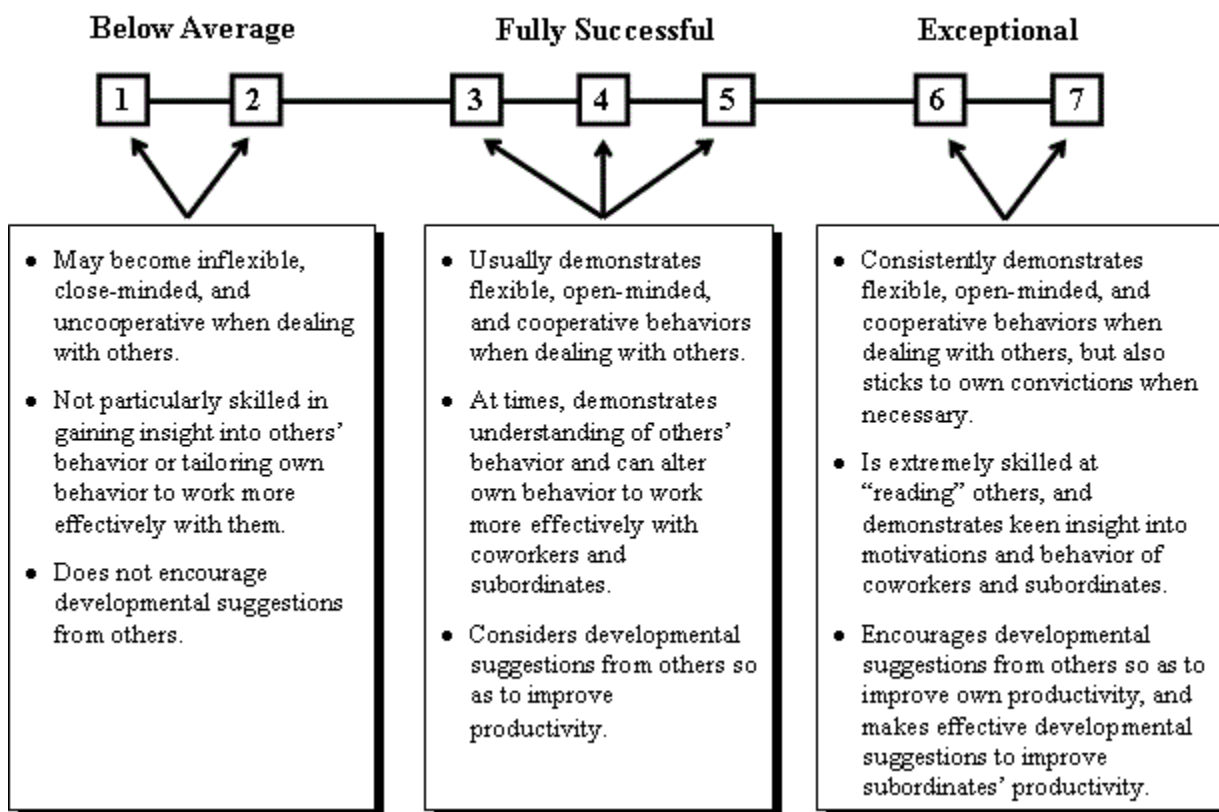 Below Average
Fully Successful
Exceptional
1
2
3
4
5
6
7
● May become inflexible,
close-minded, and
uncooperative when dealing
with others.
● Not particularly skilled in
gaining insight into others’
behavior or tailoring own
behavior to work more
effectively with them.
● Does not encourage
developmental suggestions
from others.
● Usually demonstrates
flexible, open-minded,
and cooperative behaviors
when dealing with others.
● At times, demonstrates
understanding of others’
behavior and can alter
own behavior to work
more effectively with
coworkers and
subordinates.
● Considers developmental
suggestions from others so
as to improve
productivity.
● Consistently demonstrates
flexible, open-minded, and
cooperative behaviors when
dealing with others, but also
sticks to own convictions when
necessary.
● Is extremely skilled at
“reading” others, and
demonstrates keen insight into
motivations and behavior of
coworkers and subordinates.
● Encourages developmental
suggestions from others so as to
improve own productivity, and
makes effective developmental
suggestions to improve
subordinates’ productivity.